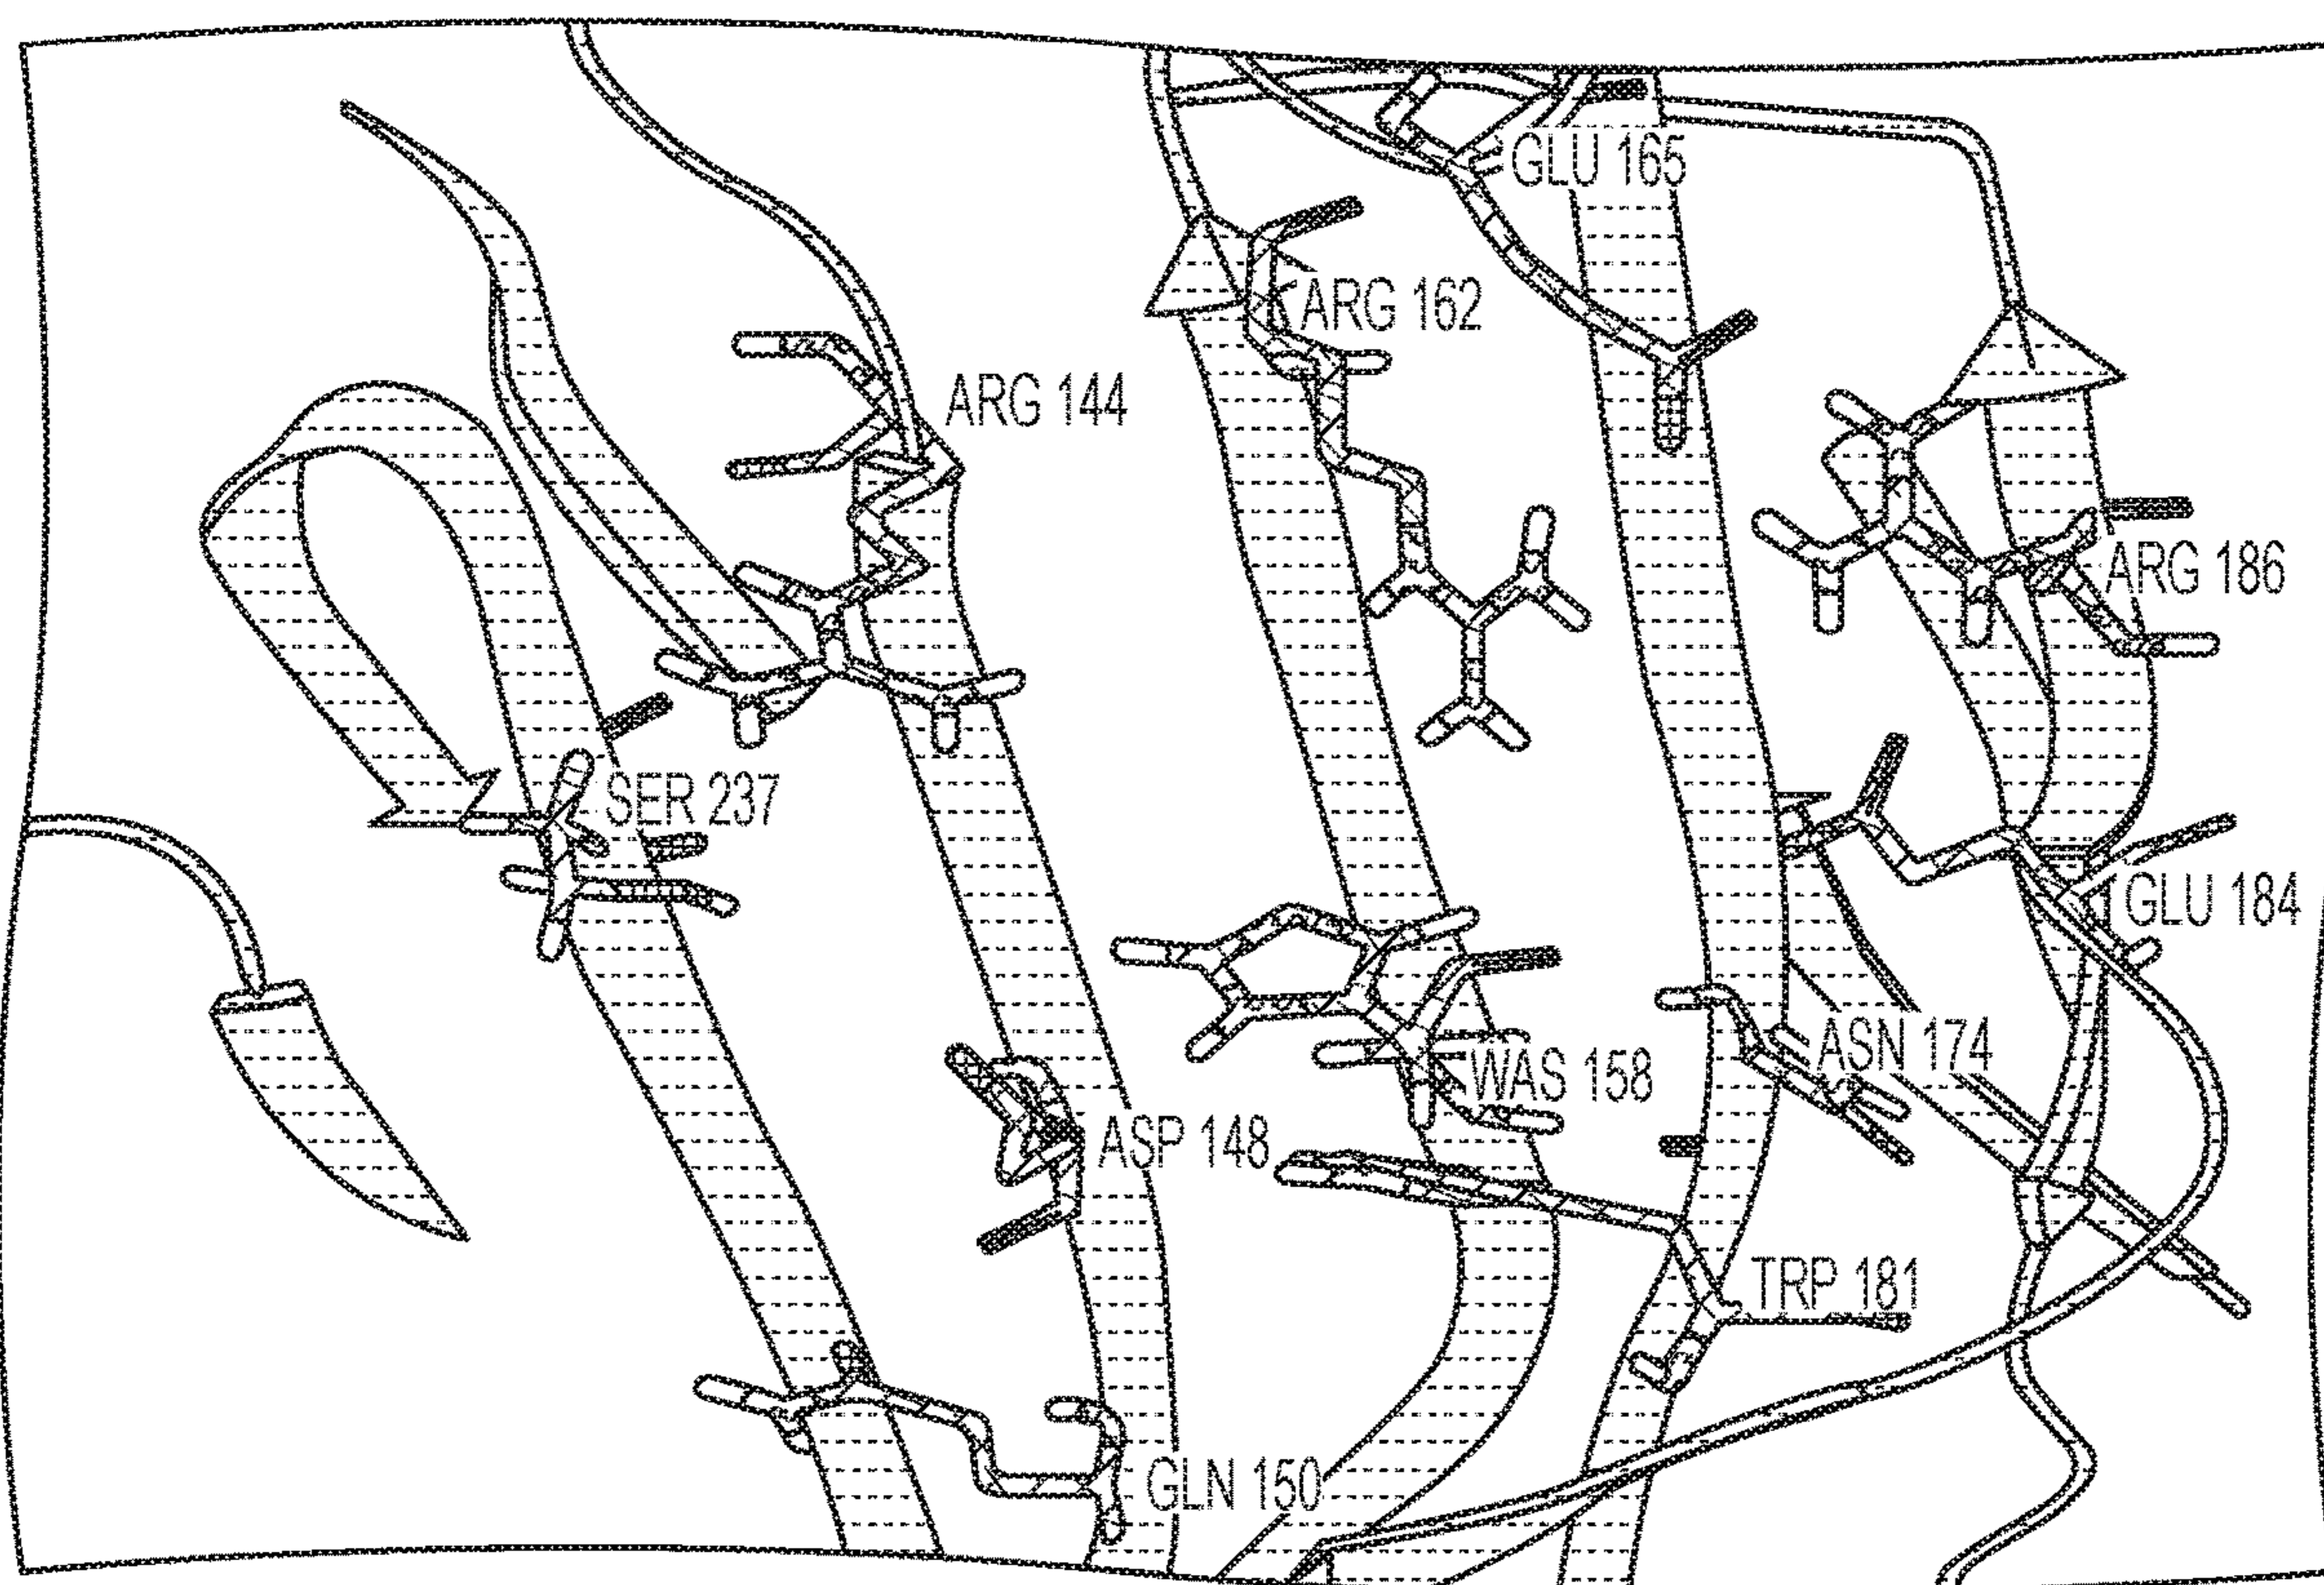 GLU 165
ARG 162
ARG 144
ARG 186
SER 237
GLU 184
ASN 174
WAS 158
ASP 148
TRP 181
GLN 150